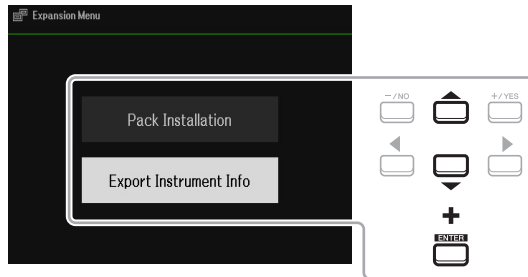 Expansion Menu
Pack Installation
Export Instrument Info
−/NO
+/YES
+
ENTER